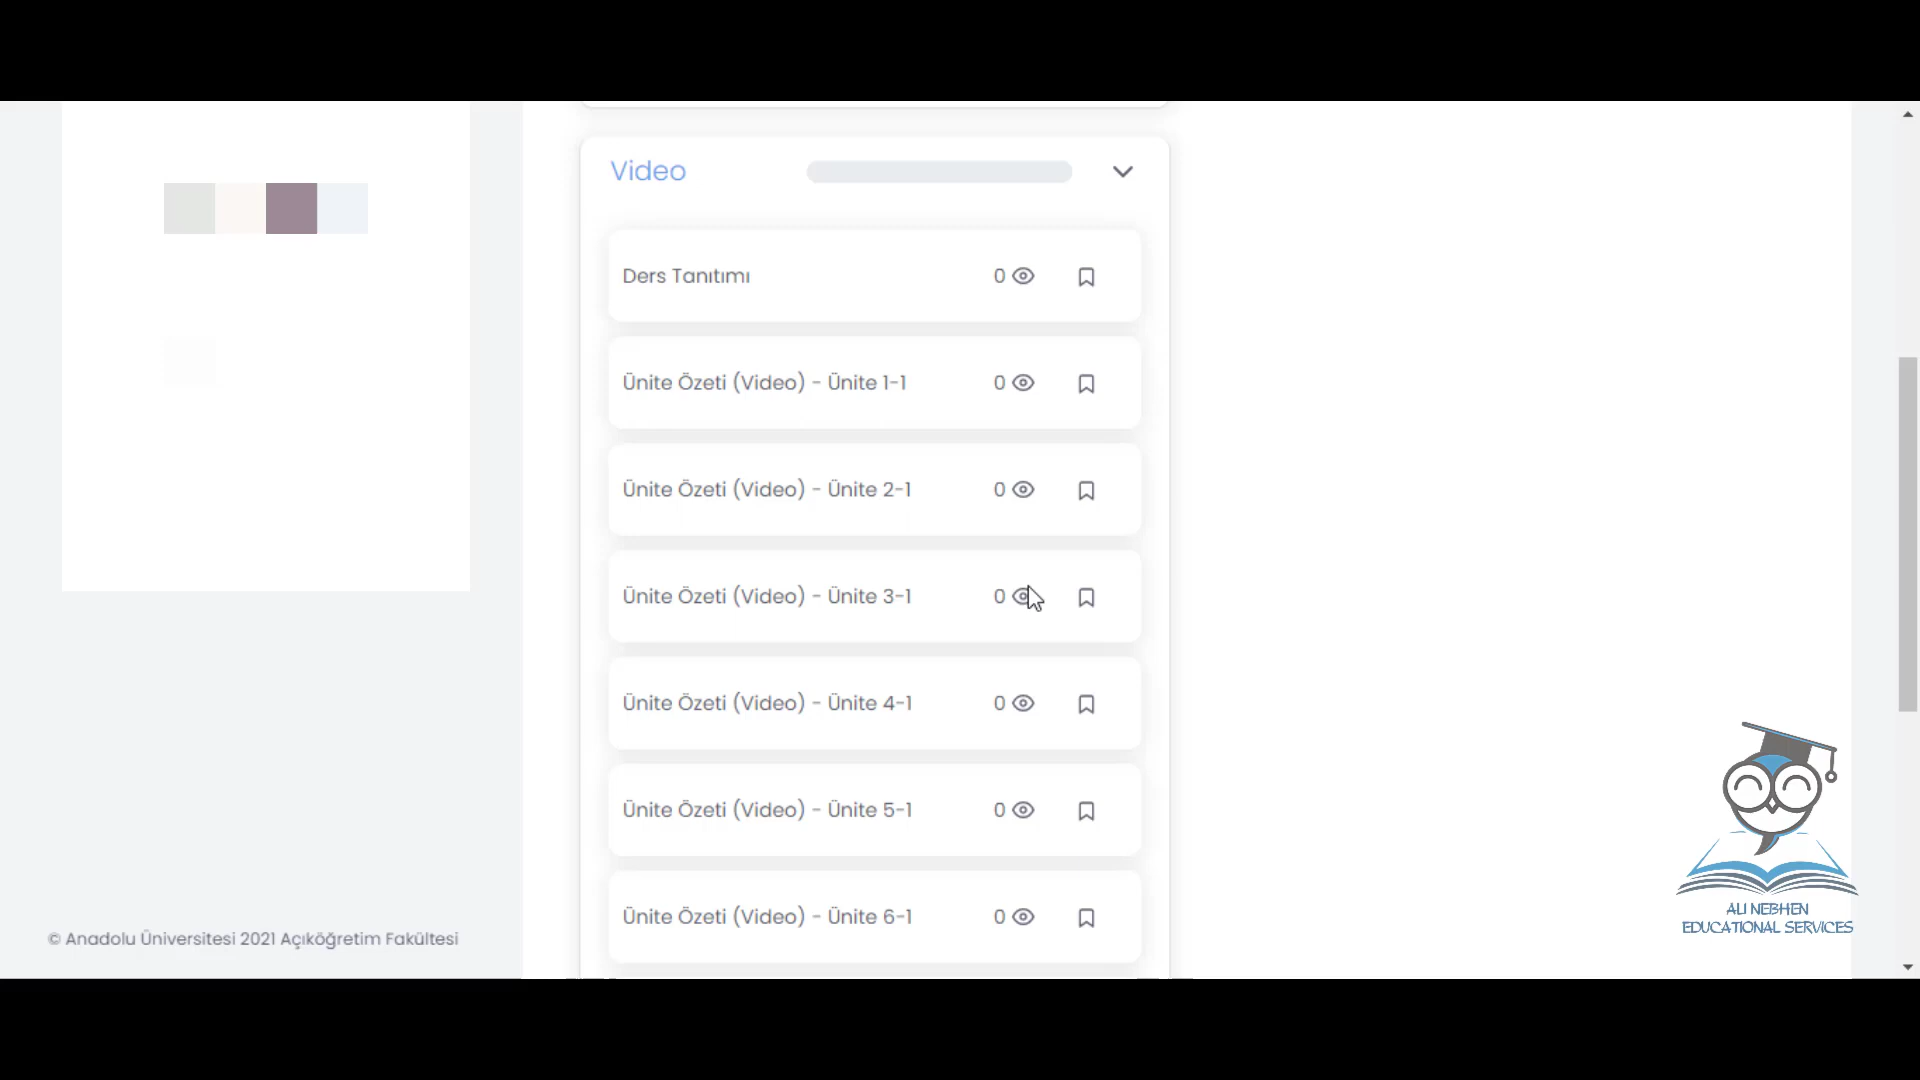 Video
Ders Tanıtımı 0
Ünite Özeti (Video) - Ünite 1-1 0
Ünite Özeti (Video) - Ünite 2-1 0
Ünite Özeti (Video) - Ünite 3-1 0
Ünite Özeti (Video) - Ünite 4-1 0
Ünite Özeti (Video) - Ünite 5-1 0
Ünite Özeti (Video) - Ünite 6-1 0
© Anadolu Üniversitesi 2021 Açıköğretim Fakültesi
ALI NEBHEN
EDUCATIONAL SERVICES